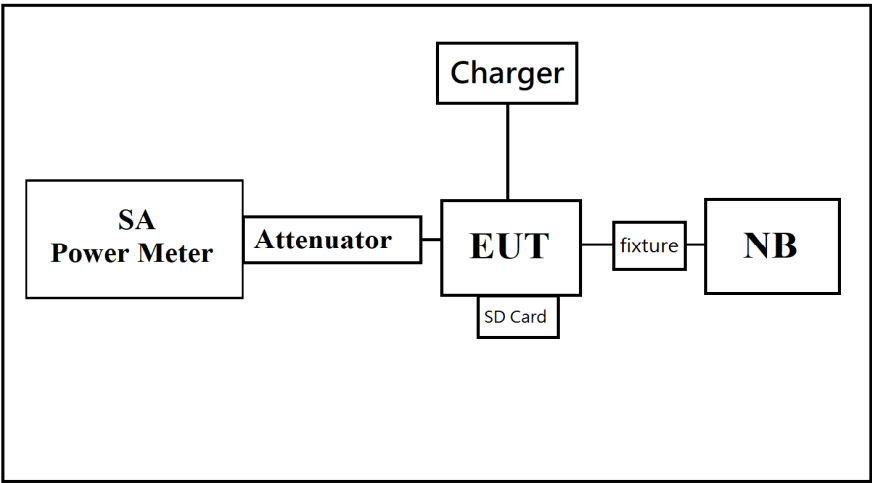 Charger
SA
Power Meter
Attenuator
EUT
fixture
NB
SD Card